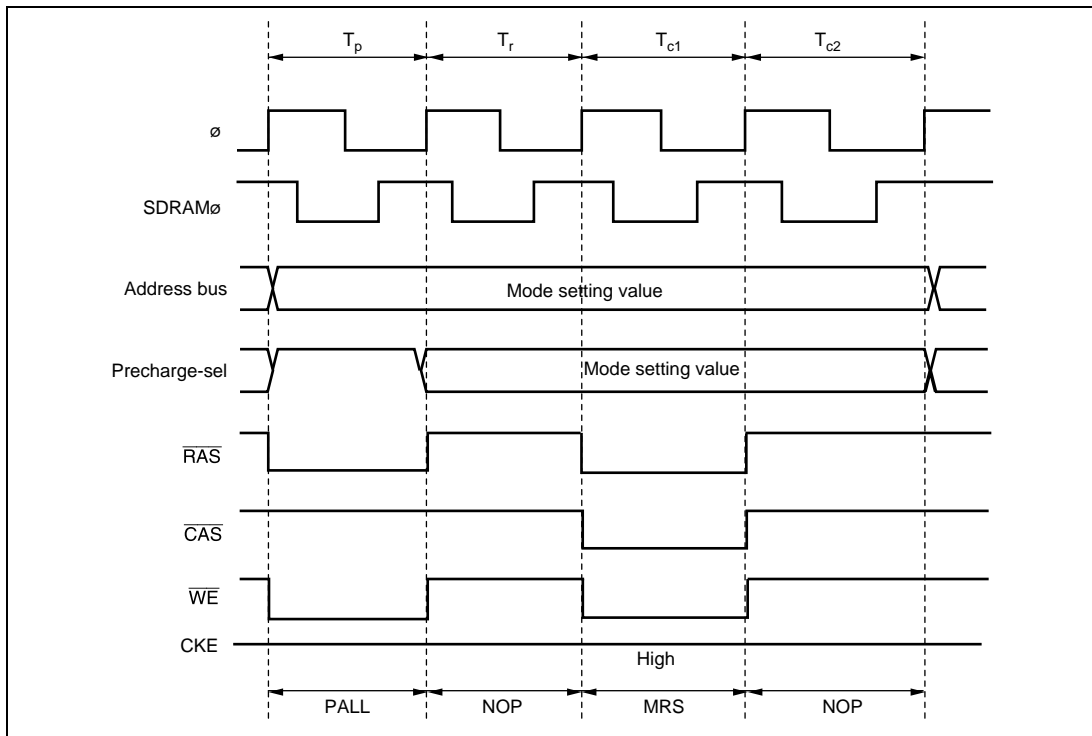 Tp Tr Tc1 Tc2
ø
SDRAMø
Address bus Mode setting value
Precharge-sel Mode setting value
RAS
CAS
WE
CKE
High
PALL NOP MRS NOP